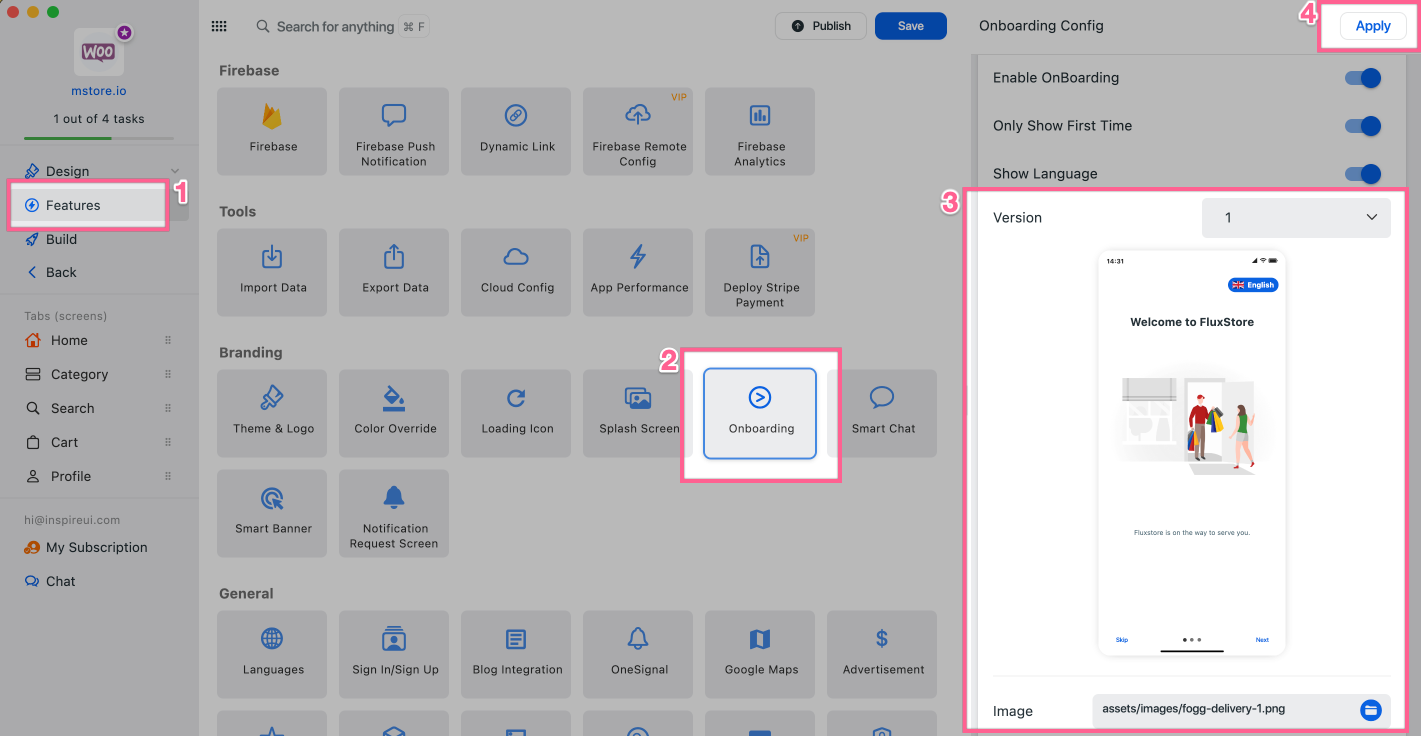 WOO
mstore.io
1 out of 4 tasks
Design
Features
1
Build
Back
Tabs (screens)
Home
Category
Search
Cart
Profile
hi@inspireui.com
My Subscription
Chat
Search for anything ⌘ F
Publish
Save
Firebase
Firebase
Firebase Push
Notification
Dynamic Link
VIP
Firebase Remote
Config
Firebase
Analytics
Tools
Import Data
Export Data
Cloud Config
App Performance
VIP
Deploy Stripe
Payment
Branding
2
Theme & Logo
Color Override
Loading Icon
Splash Screen
Onboarding
Smart Chat
Smart Banner
Notification
Request Screen
General
Languages
Sign In/Sign Up
Blog Integration
OneSignal
Google Maps
$
Advertisement
Onboarding Config
4
Apply
Enable OnBoarding
Only Show First Time
Show Language
3
Version
1
14:31
English
Welcome to FluxStore
Fluxstore is on the way to serve you.
Skip
Next
Image
assets/images/fogg-delivery-1.png